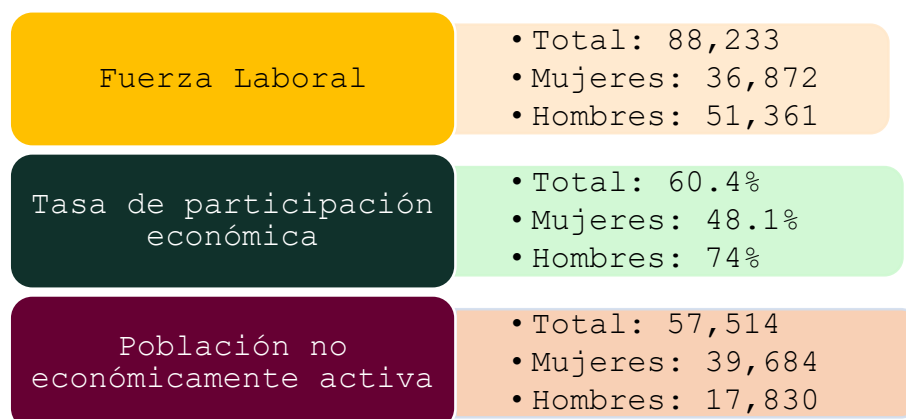 Fuerza Laboral
• Total: 88,233
• Mujeres: 36,872
• Hombres: 51,361
Tasa de participación
económica
• Total: 60.4%
• Mujeres: 48.1%
• Hombres: 74%
Población no
económicamente activa
• Total: 57,514
• Mujeres: 39,684
• Hombres: 17,830